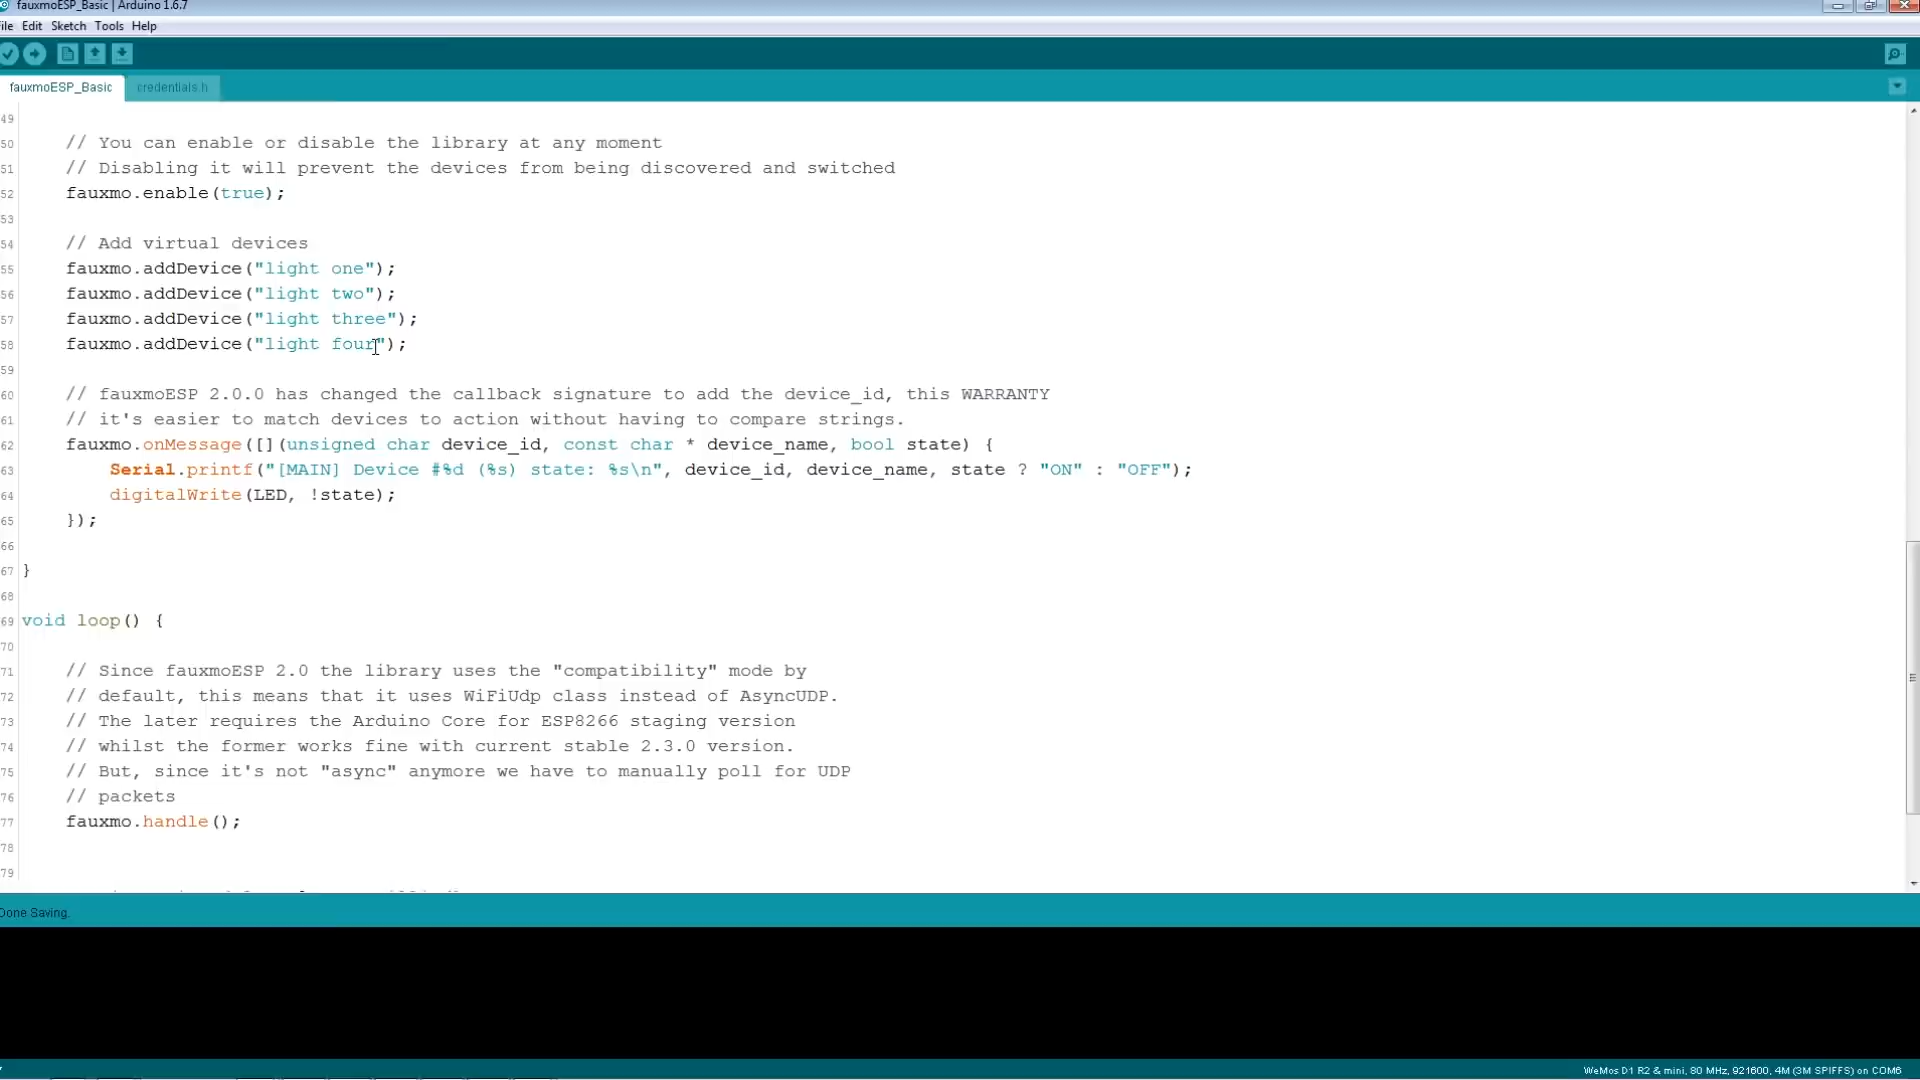 fauxmoESP_Basic | Arduino 1.6.7
File Edit Sketch Tools Help
fauxmoESP_Basic credentials.h
49
50 // You can enable or disable the library at any moment
51 // Disabling it will prevent the devices from being discovered and switched
52 fauxmo.enable(true);
53
54 // Add virtual devices
55 fauxmo.addDevice("light one");
56 fauxmo.addDevice("light two");
57 fauxmo.addDevice("light three");
58 fauxmo.addDevice("light four");
59
60 // fauxmoESP 2.0.0 has changed the callback signature to add the device_id, this WARRANTY
61 // it's easier to match devices to action without having to compare strings.
62 fauxmo.onMessage([](unsigned char device_id, const char * device_name, bool state) {
63 Serial.printf("[MAIN] Device #%d (%s) state: %s\n", device_id, device_name, state ? "ON" : "OFF");
64 digitalWrite(LED, !state);
65 });
66
67 }
68
69 void loop() {
70
71 // Since fauxmoESP 2.0 the library uses the "compatibility" mode by
72 // default, this means that it uses WiFiUdp class instead of AsyncUDP.
73 // The later requires the Arduino Core for ESP8266 staging version
74 // whilst the former works fine with current stable 2.3.0 version.
75 // But, since it's not "async" anymore we have to manually poll for UDP
76 // packets
77 fauxmo.handle();
78
79
Done Saving.
WeMos D1 R2 & mini, 80 MHz, 921600, 4M (3M SPIFFS) on COM6